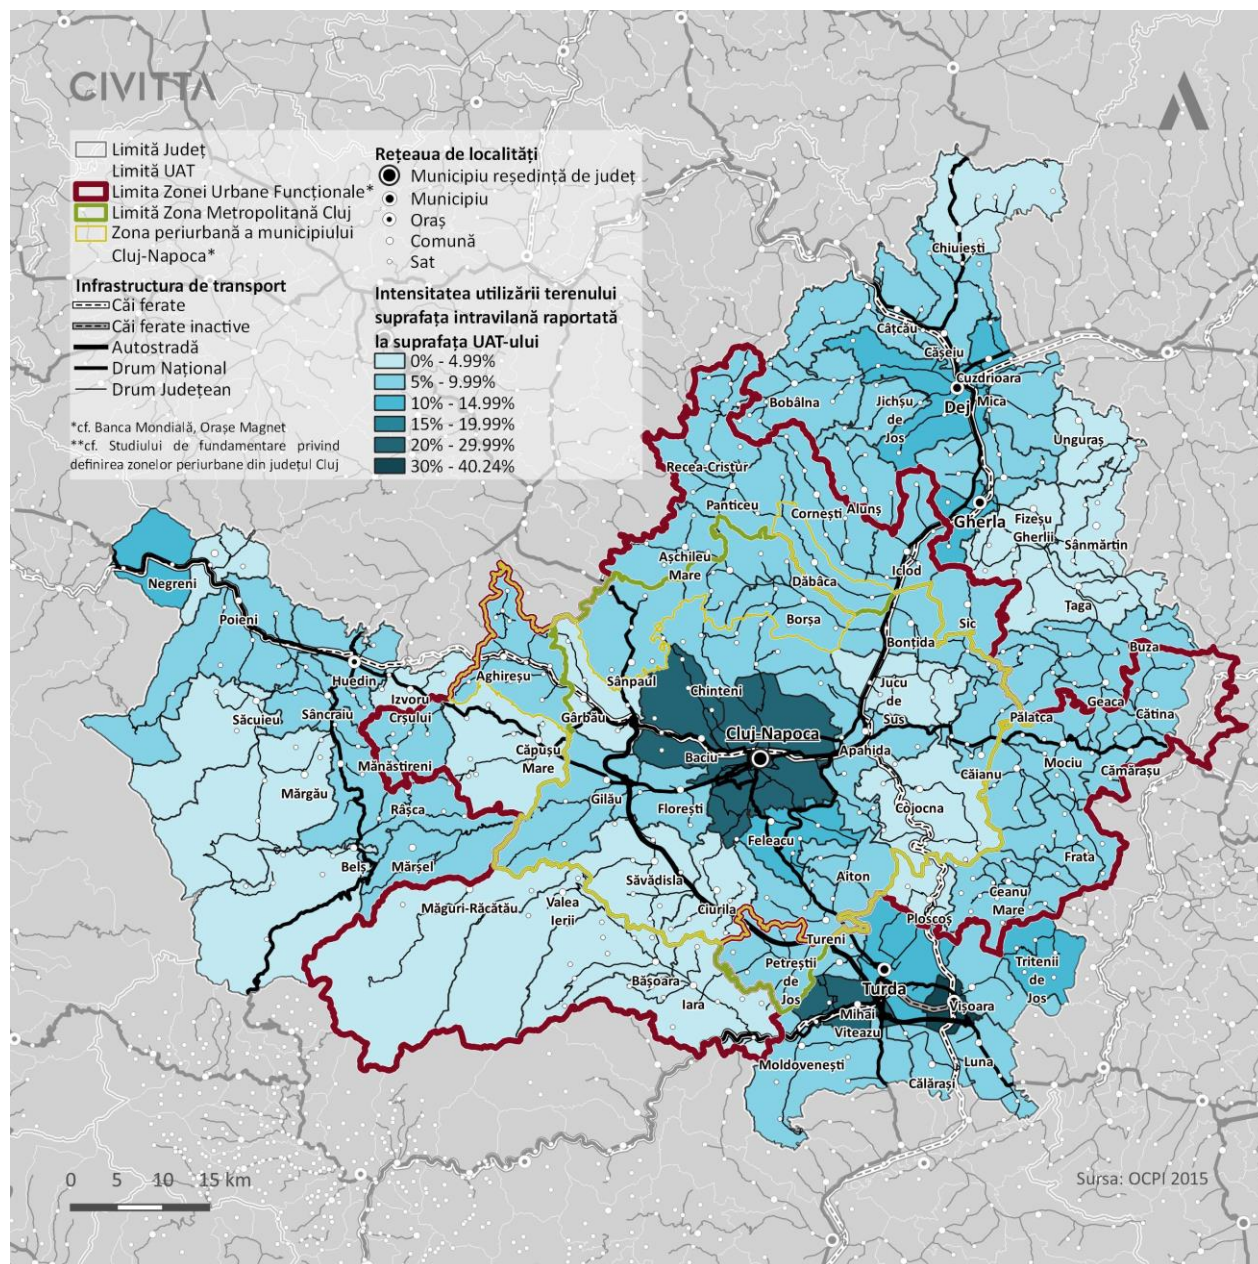 CIVITTA
Limită Județ
Limită UAT
Limita Zonei Urbane Funcționale*
Limită Zona Metropolitană Cluj
Zona periurbană a municipiului
Cluj-Napoca*
Infrastructura de transport
Căi ferate
Căi ferate inactive
Autostradă
Drum Național
Drum Județean
*cf. Banca Mondială, Orașe Magnet
**cf. Studiului de fundamentare privind
definirea zonelor periurbane din județul Cluj
Rețeaua de localități
Municipiu reședință de județ
Municipiu
Oraș
Comună
Sat
Intensitatea utilizării terenului
suprafața intravilană raportată
la suprafața UAT-ului
0% - 4.99%
5% - 9.99%
10% - 14.99%
15% - 19.99%
20% - 29.99%
30% - 40.24%
Chiuiești
Câțcău
Cășeiu
Cuzdrioara
Bobâlna
Jichșu
de
Jos
Dej
Mica
Unguraș
Recea-Cristur
Panticeu
Cornești
Aluniș
Gherla
Fizeșu
Gherlii
Sânmărtin
Așchileu
Mare
Dăbâca
Iclod
Țaga
Negreni
Poieni
Borșa
Sic
Bonțida
Buza
Huedin
Aghireșu
Sânpaul
Chinteni
Jucu
de
Sus
Izvoru
Crșului
Săcuieu
Sâncraiu
Gârbău
Pălatca
Geaca
Cătina
Cluj-Napoca
Căpușu
Mare
Baciu
Apahida
Mănăstireni
Căianu
Mociu
Cămărașu
Mărgău
Râșca
Gilău
Florești
Cojocna
Feleacu
Beliș
Mărșel
Frata
Săvădisla
Aiton
Ceanu
Mare
Măguri-Răcătău
Valea
Ierii
Ciurila
Ploscoș
Tureni
Petreștii
de
Jos
Tritenii
de
Jos
Băișoara
Iara
Turda
Mihai
Viteazu
Vișoara
Moldovenești
Luna
Călărași
0 5 10 15 km
Sursa: OCPI 2015